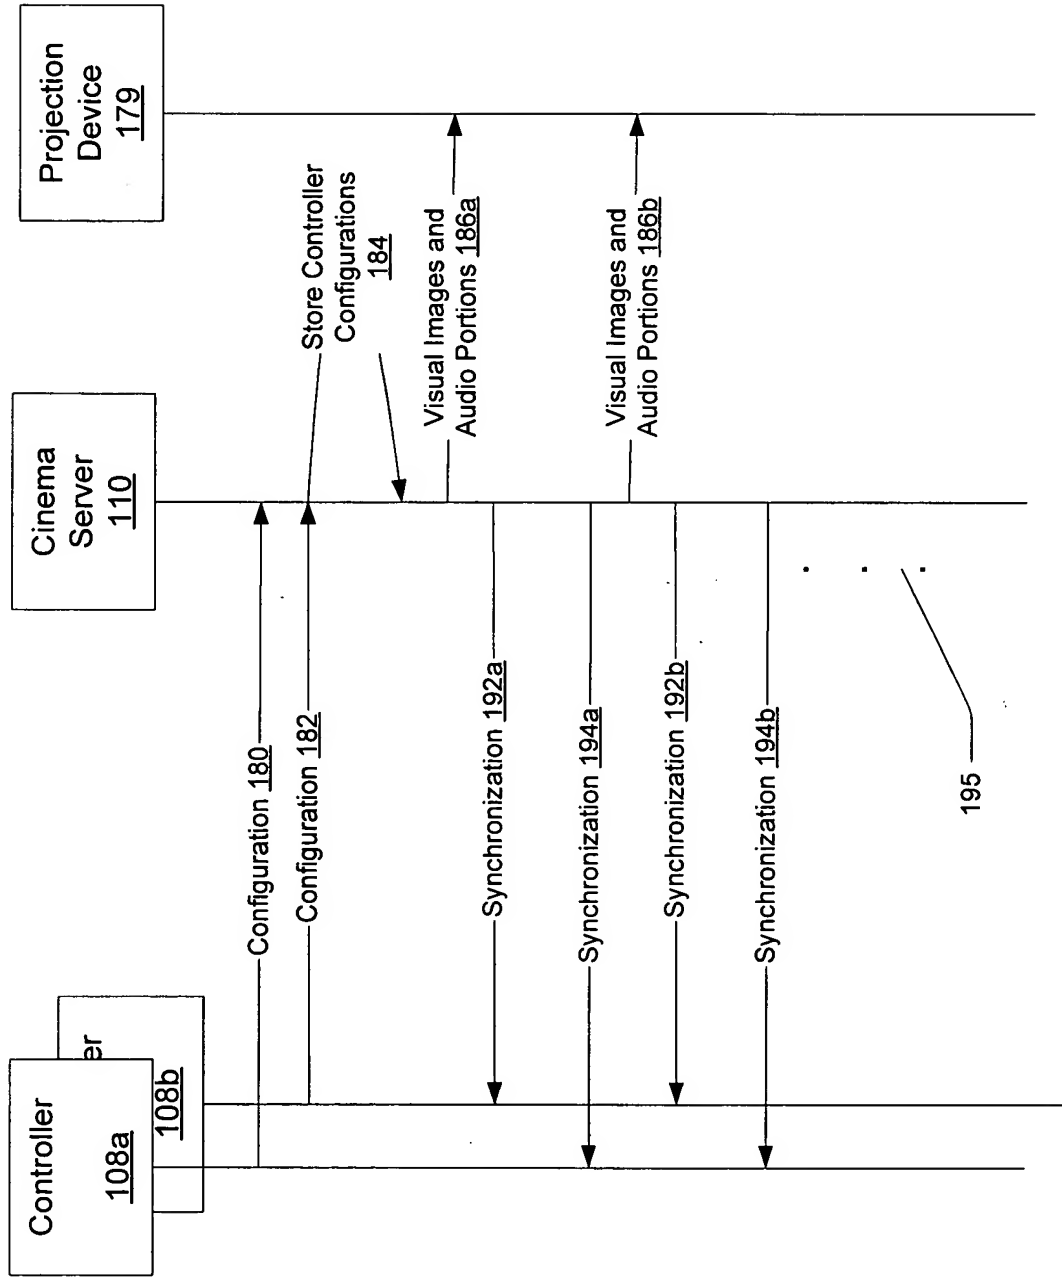 Controller
108a
er
108b
Cinema
Server
110
Projection
Device
179
Configuration 180
Configuration 182
Store Controller
Configurations
184
Visual Images and
Audio Portions 186a
Synchronization 192a
Synchronization 194a
Visual Images and
Audio Portions 186b
Synchronization 192b
Synchronization 194b
195